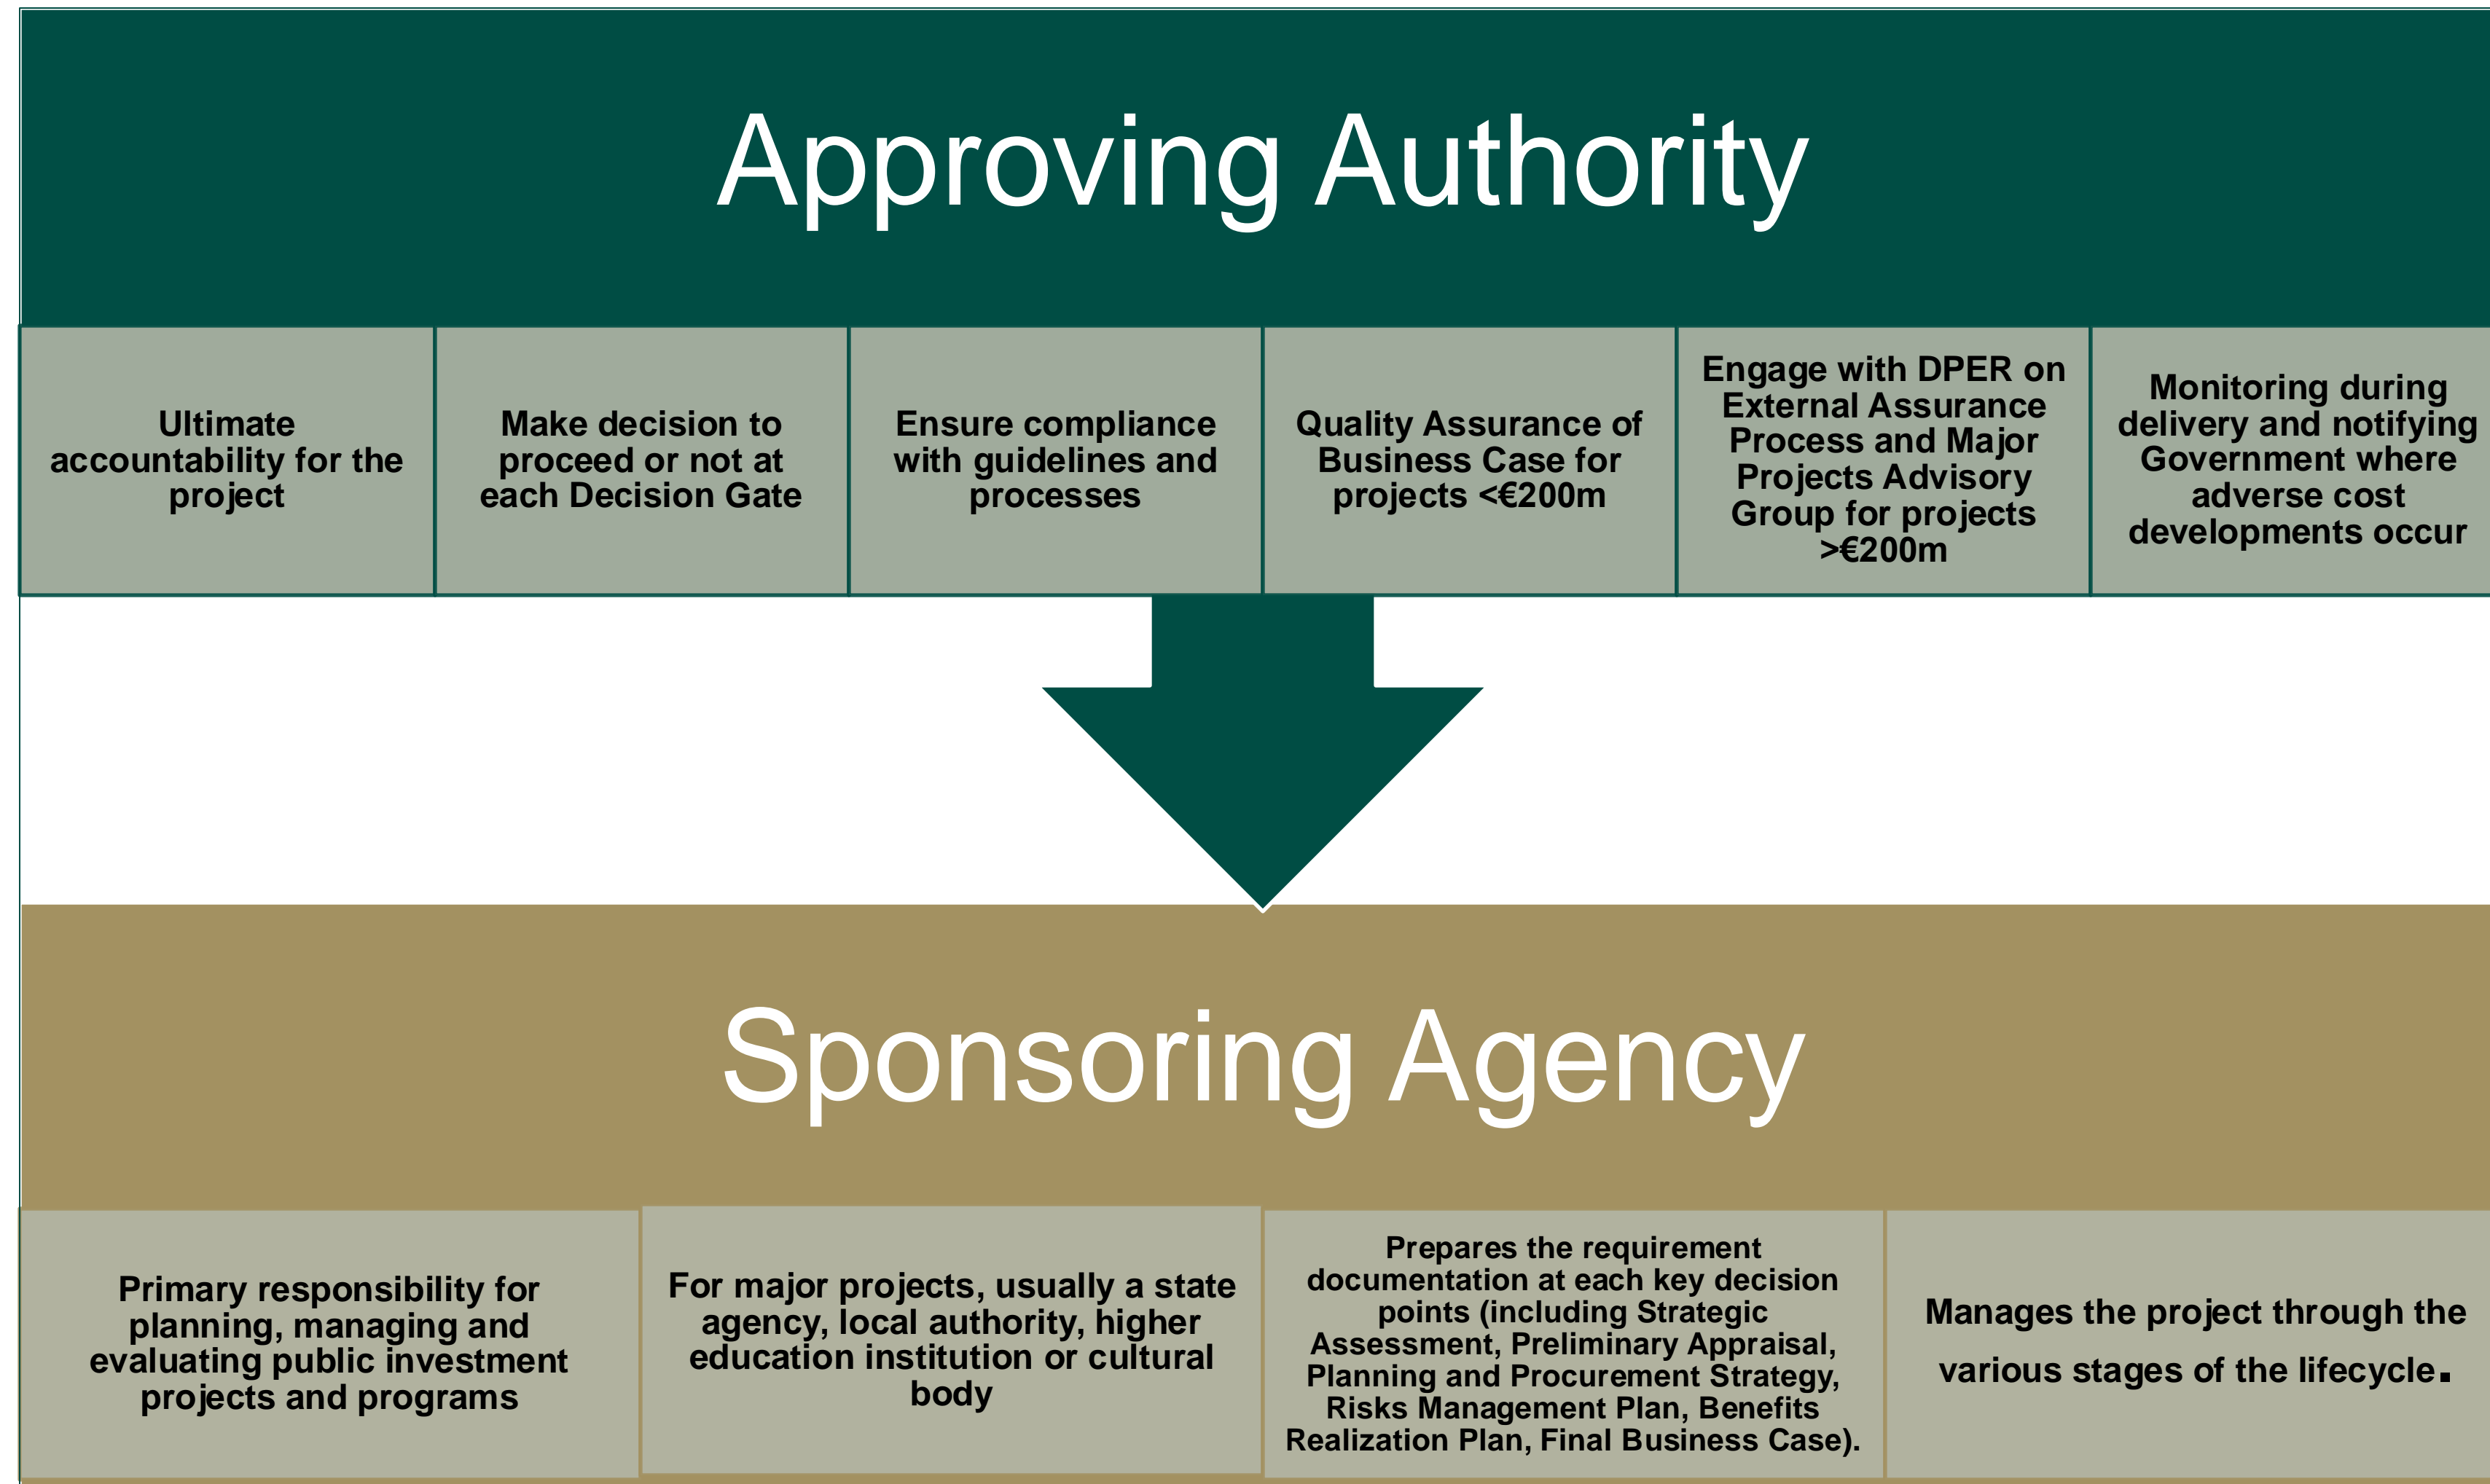 Approving Authority
Ultimate
accountability for the
project
Make decision to
proceed or not at
each Decision Gate
Ensure compliance
with guidelines and
processes
Quality Assurance of
Business Case for
projects <€200m
Engage with DPER on
External Assurance
Process and Major
Projects Advisory
Group for projects
>€200m
Monitoring during
delivery and notifying
Government where
adverse cost
developments occur
Sponsoring Agency
Primary responsibility for
planning, managing and
evaluating public investment
projects and programs
For major projects, usually a state
agency, local authority, higher
education institution or cultural
body
Prepares the requirement
documentation at each key decision
points (including Strategic
Assessment, Preliminary Appraisal,
Planning and Procurement Strategy,
Risks Management Plan, Benefits
Realization Plan, Final Business Case).
Manages the project through the
various stages of the lifecycle.